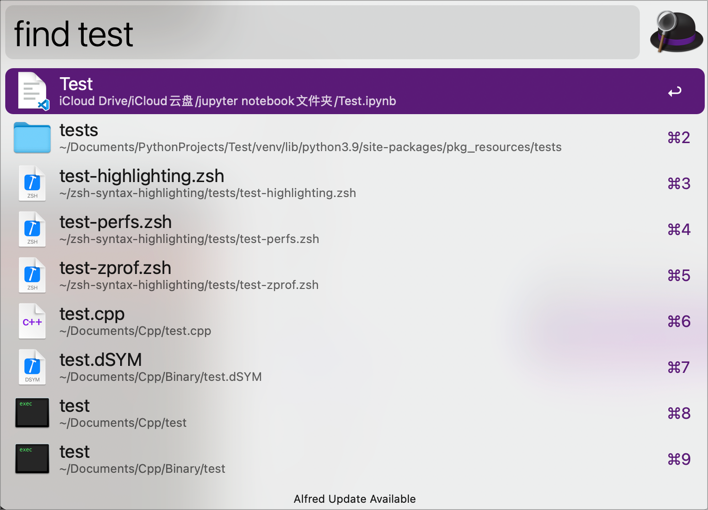 find test
Test
iCloud Drive/iCloud云盘/jupyter notebook文件夹/Test.ipynb
tests
~/Documents/PythonProjects/Test/venv/lib/python3.9/site-packages/pkg_resources/tests
⌘2
ZSH
test-highlighting.zsh
~/zsh-syntax-highlighting/tests/test-highlighting.zsh
⌘3
ZSH
test-perfs.zsh
~/zsh-syntax-highlighting/tests/test-perfs.zsh
⌘4
ZSH
test-zprof.zsh
~/zsh-syntax-highlighting/tests/test-zprof.zsh
⌘5
C++
test.cpp
~/Documents/Cpp/test.cpp
⌘6
DSYM
test.dSYM
~/Documents/Cpp/Binary/test.dSYM
⌘7
exec
test
~/Documents/Cpp/test
⌘8
exec
test
~/Documents/Cpp/Binary/test
⌘9
Alfred Update Available